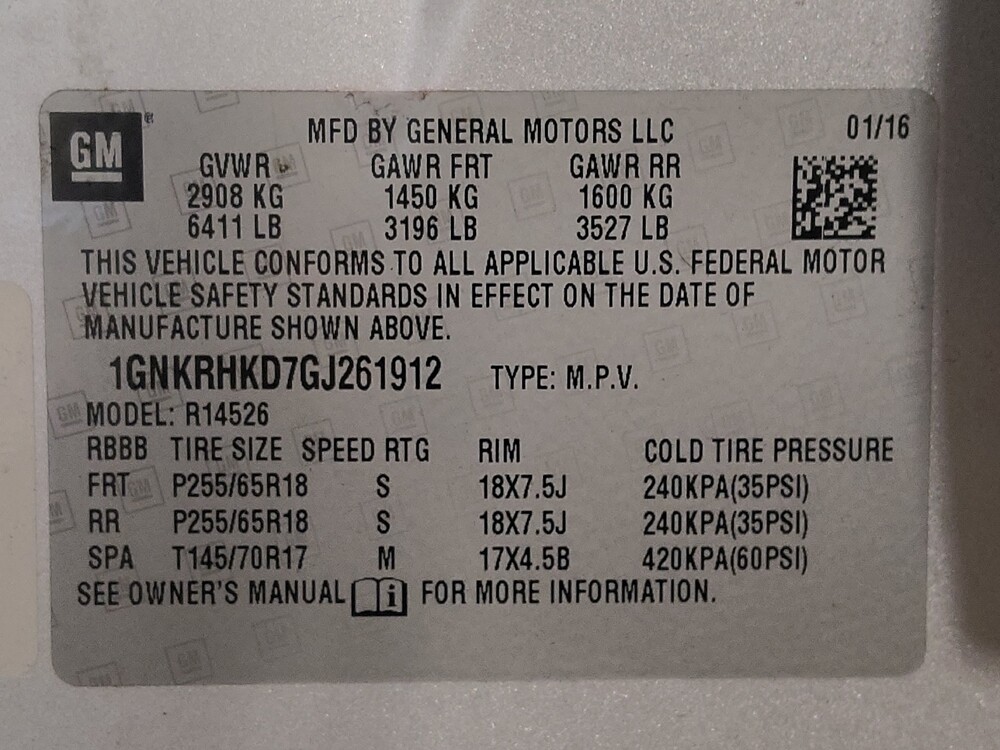 GM ® MFD BY GENERAL MOTORS LLC 01/16
GVWR GAWR FRT GAWR RR
2908 KG 1450 KG 1600 KG
6411 LB 3196 LB 3527 LB
THIS VEHICLE CONFORMS TO ALL APPLICABLE U.S. FEDERAL MOTOR
VEHICLE SAFETY STANDARDS IN EFFECT ON THE DATE OF
MANUFACTURE SHOWN ABOVE.
1GNKRHKD7GJ261912 TYPE: M.P.V.
MODEL: R14526
RBBB TIRE SIZE SPEED RTG RIM COLD TIRE PRESSURE
FRT P255/65R18 S 18X7.5J 240KPA(35PSI)
RR P255/65R18 S 18X7.5J 240KPA(35PSI)
SPA T145/70R17 M 17X4.5B 420KPA(60PSI)
SEE OWNER'S MANUAL i FOR MORE INFORMATION.